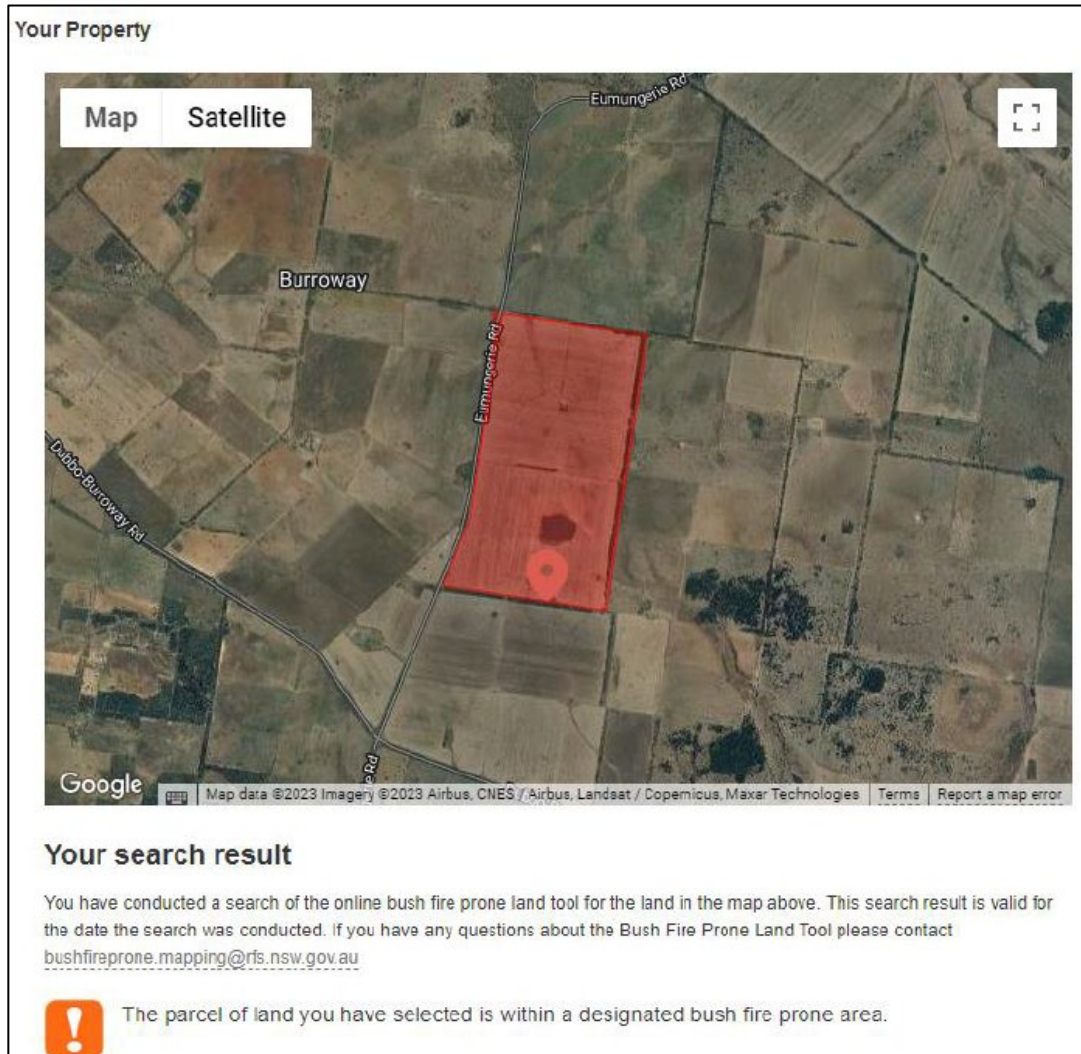 Your Property
Map
Satellite
Eumungerie Rd
Burroway
Eumungerie Rd
Dubbo-Burroway Rd
Rd
Google
Map data ©2023 Imagery ©2023 Airbus, CNES / Airbus, Landsat / Copernicus, Maxar Technologies
Terms
Report a map error
Your search result
You have conducted a search of the online bush fire prone land tool for the land in the map above. This search result is valid for
the date the search was conducted. If you have any questions about the Bush Fire Prone Land Tool please contact
bushfireprone.mapping@rfs.nsw.gov.au
!
The parcel of land you have selected is within a designated bush fire prone area.